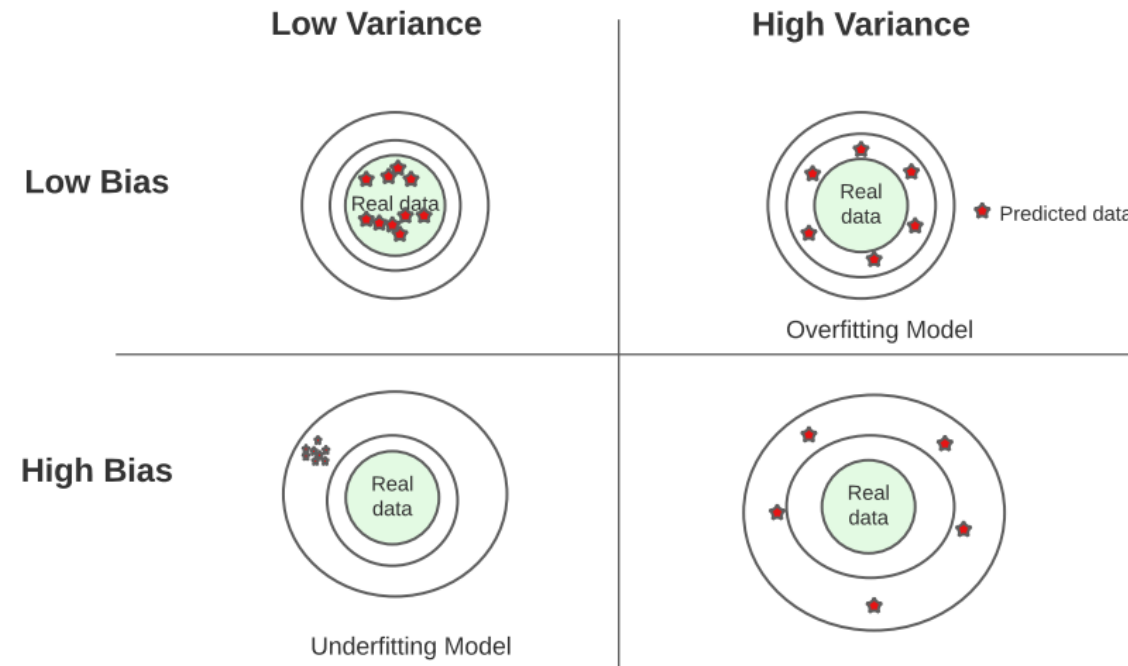 Low Variance
High Variance
Low Bias
Real data
Real
data
Predicted data
Overfitting Model
High Bias
Real
data
Real
data
Underfitting Model